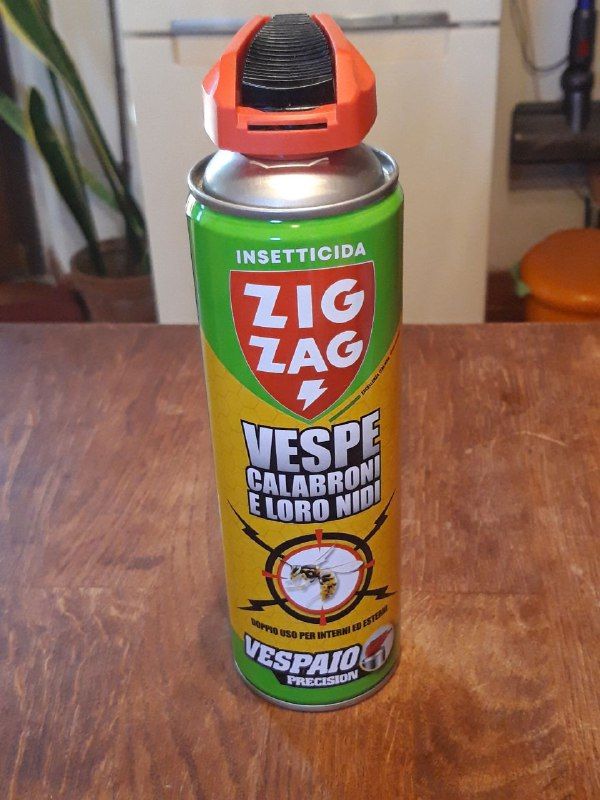 INSETTICIDA
ZIG
ZAG
VESPE
CALABRONI
E LORO NIDI
DOPPIO USO PER INTERNI ED ESTERNI
VESPAIO
PRECISION